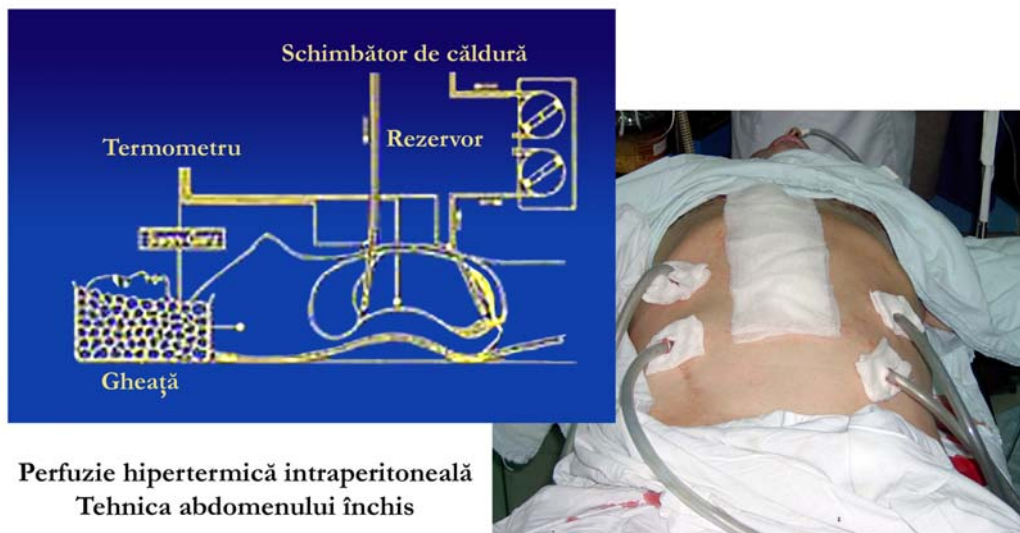 Schimbător de căldură
Rezervor
Termometru
Gheață
Perfuzie hipertermică intraperitoneală
Tehnica abdomenului închis